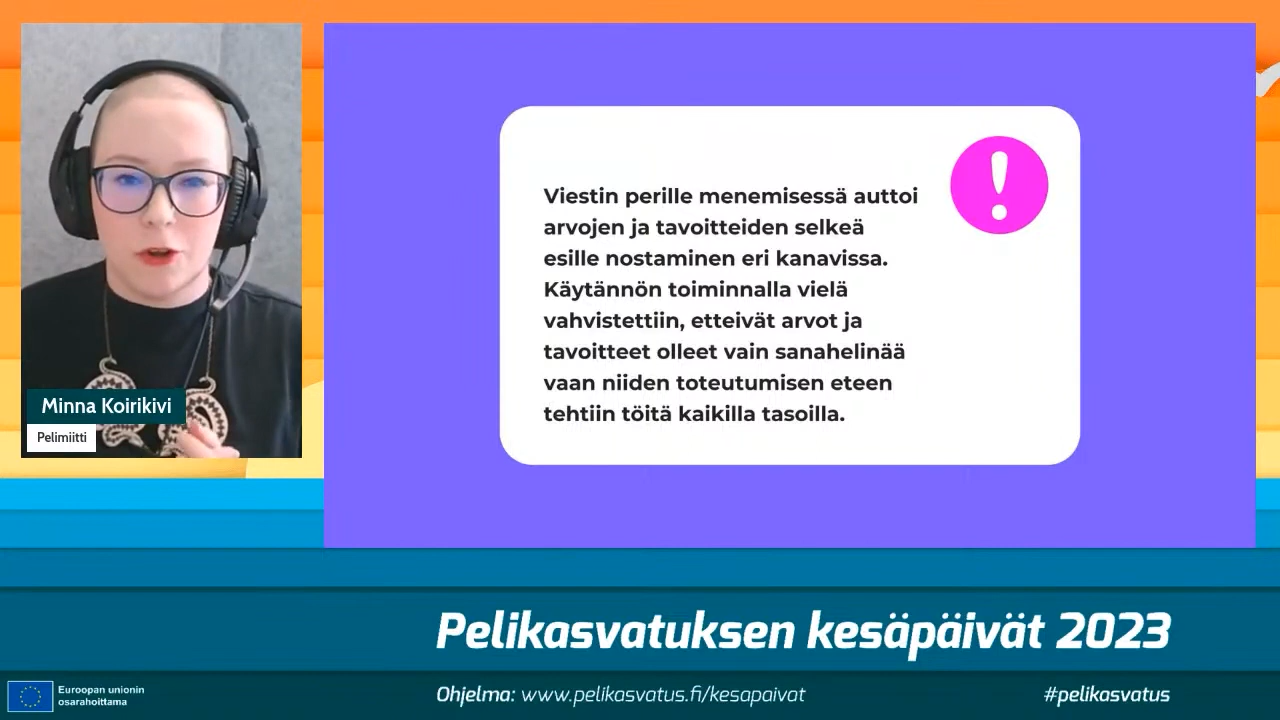 Viestin perille menemisessä auttoi
arvojen ja tavoitteiden selkeä
esille nostaminen eri kanavissa.
Käytännön toiminnalla vielä
vahvistettiin, etteivät arvot ja
tavoitteet olleet vain sanahelinää
vaan niiden toteutumisen eteen
tehtiin töitä kaikilla tasoilla.
Minna Koirikivi
Pelimiitti
Pelikasvatuksen kesäpäivät 2023
Euroopan unionin
osarahoittama
Ohjelma: www.pelikasvatus.fi/kesapaivat
#pelikasvatus